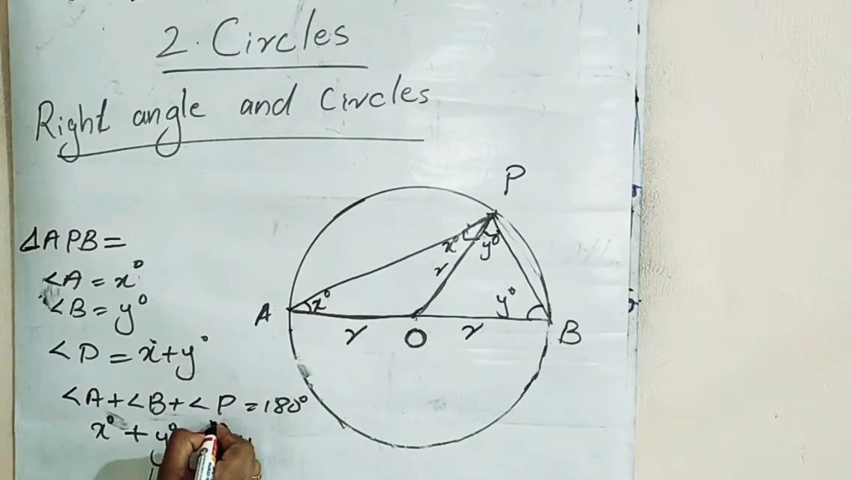 2. Circles
Right angle and Circles
P
ΔAPB =
x° y°
∠A = x°
r
∠B = y°
A x° y° B
r O r
∠P = x + y°
∠A + ∠B + ∠P = 180°
x° + y°